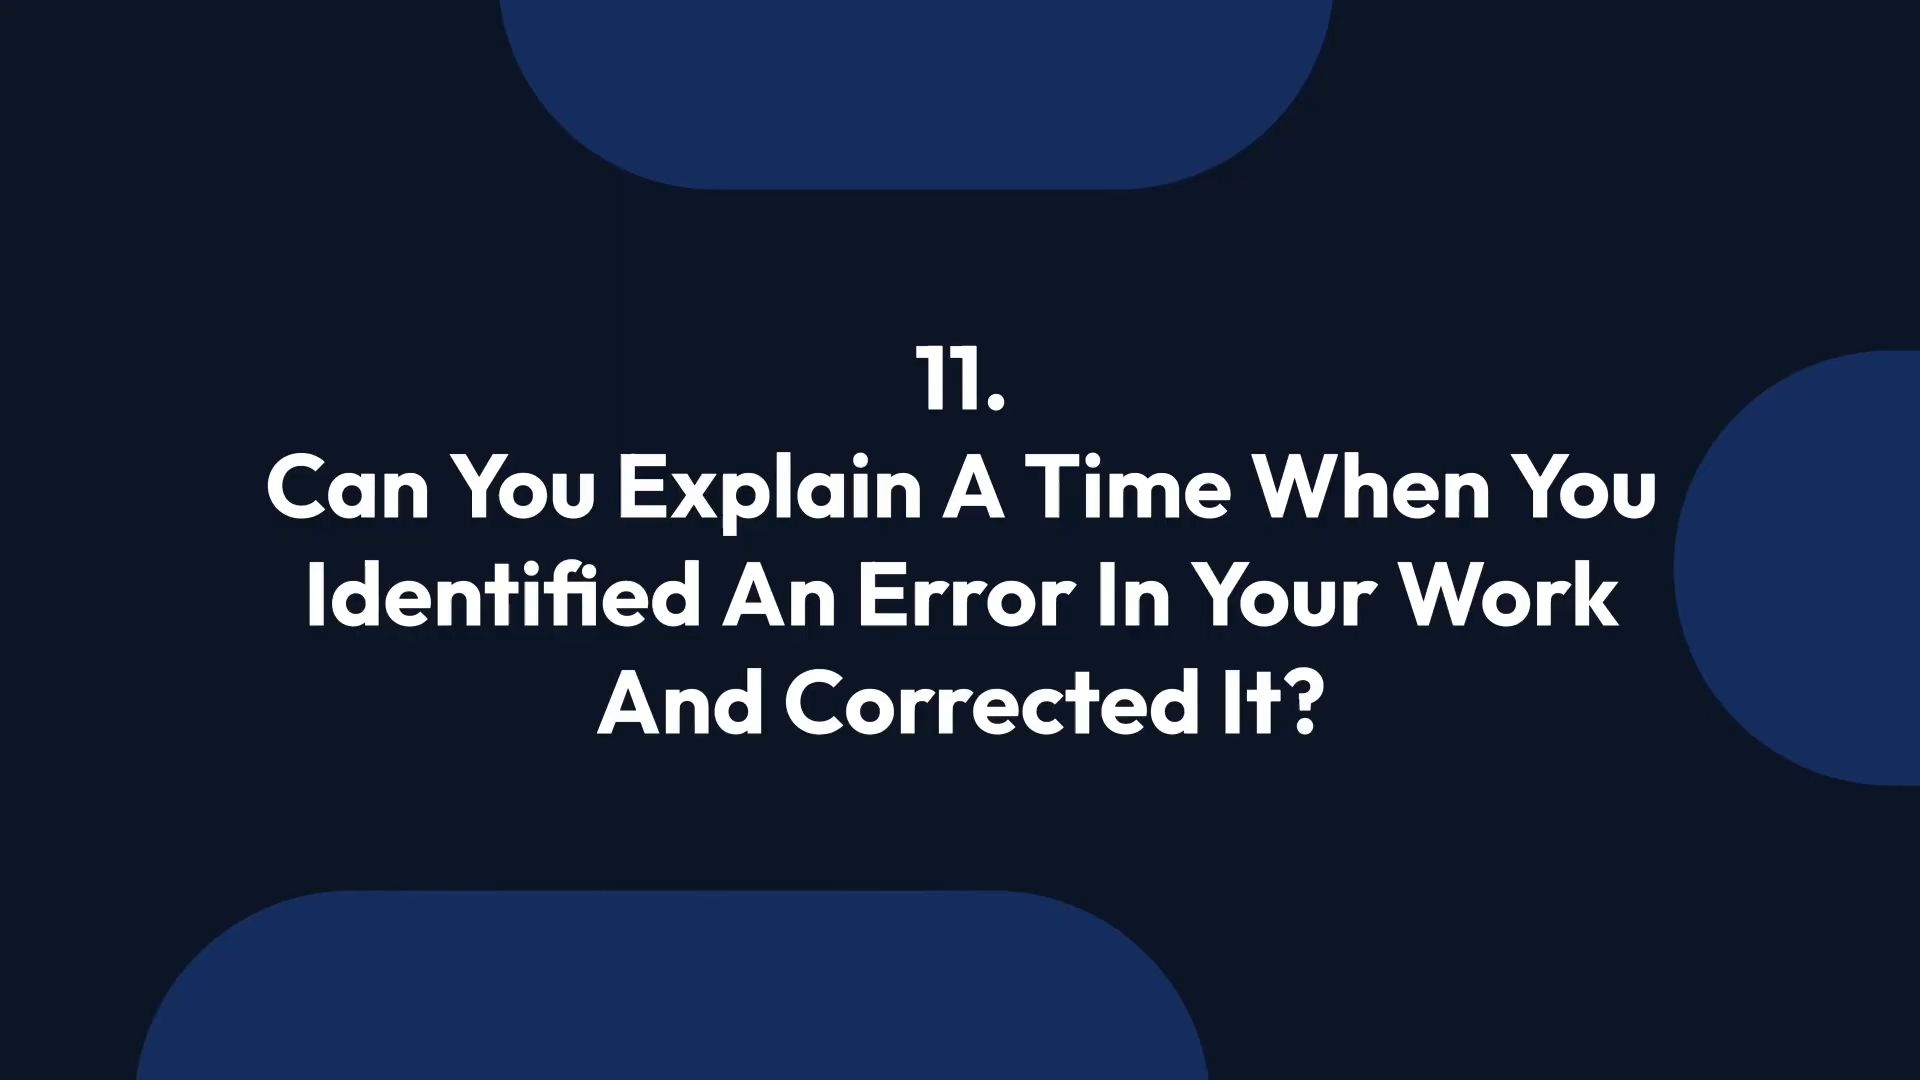 11.
Can You Explain A Time When You
Identified An Error In Your Work
And Corrected It?